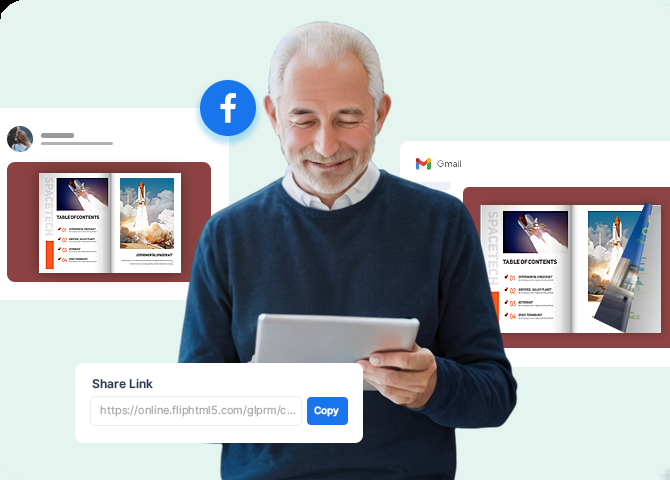 Gmail
SPACETECH
TABLE OF CONTENTS
01 EXPERIMENTAL SPACECRAFT
02 UNIVERSE, GALAXY PLANET
03 ASTRONAUT
04 SPACE TECHNOLOGY
EXPERIMENTAL SPACECRAFT
SPACETECH
TABLE OF CONTENTS
01 EXPERIMENTAL SPACECRAFT
02 UNIVERSE, GALAXY PLANET
03 ASTRONAUT
04 SPACE TECHNOLOGY
Share Link
https://online.fliphtml5.com/glprm/c...
Copy